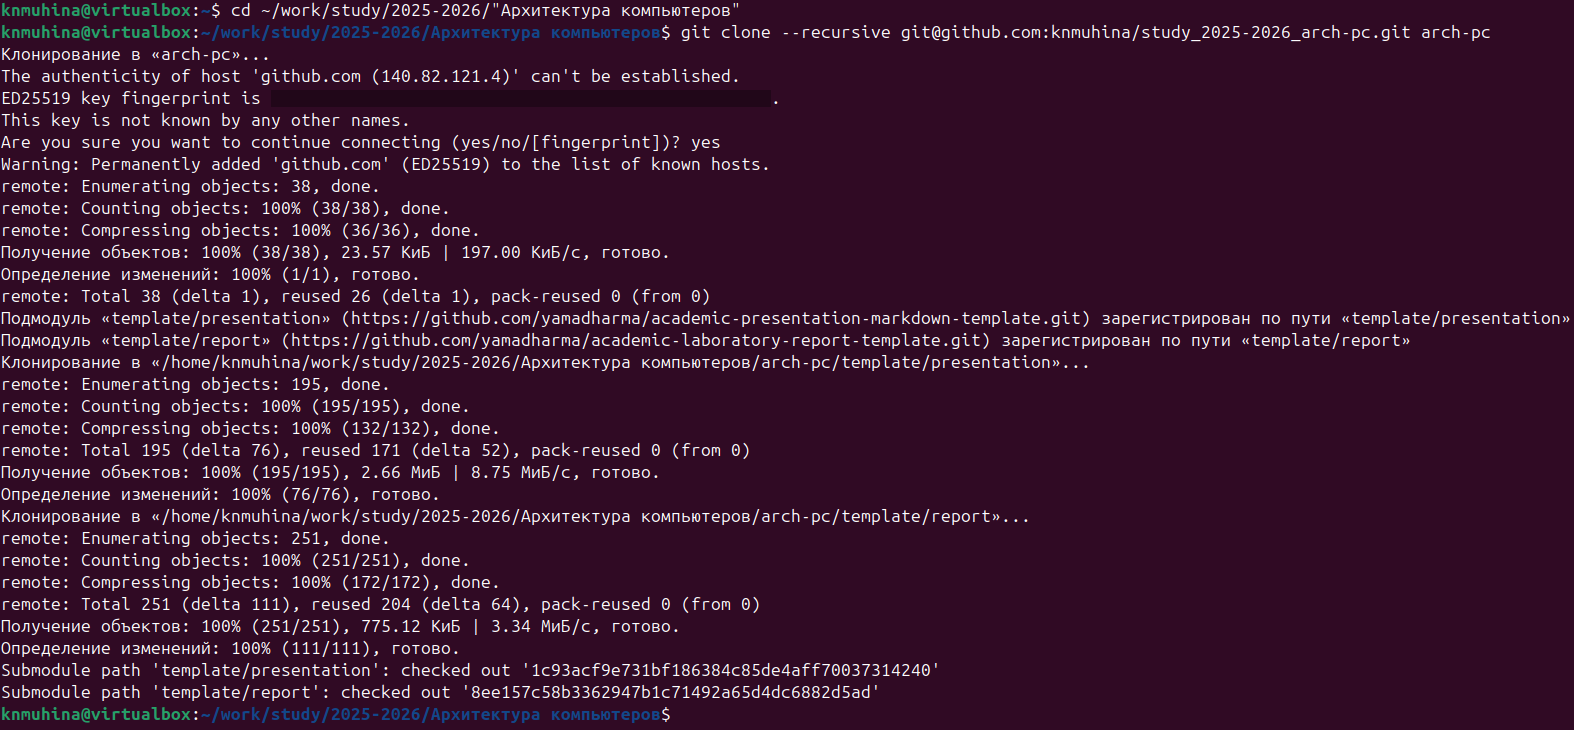 knmuhina@virtualbox:~$ cd ~/work/study/2025-2026/"Архитектура компьютеров"
knmuhina@virtualbox:~/work/study/2025-2026/Архитектура компьютеров$ git clone --recursive git@github.com:knmuhina/study_2025-2026_arch-pc.git arch-pc
Клонирование в «arch-pc»...
The authenticity of host 'github.com (140.82.121.4)' can't be established.
ED25519 key fingerprint is .
This key is not known by any other names.
Are you sure you want to continue connecting (yes/no/[fingerprint])? yes
Warning: Permanently added 'github.com' (ED25519) to the list of known hosts.
remote: Enumerating objects: 38, done.
remote: Counting objects: 100% (38/38), done.
remote: Compressing objects: 100% (36/36), done.
Получение объектов: 100% (38/38), 23.57 КиБ | 197.00 КиБ/с, готово.
Определение изменений: 100% (1/1), готово.
remote: Total 38 (delta 1), reused 26 (delta 1), pack-reused 0 (from 0)
Подмодуль «template/presentation» (https://github.com/yamadharma/academic-presentation-markdown-template.git) зарегистрирован по пути «template/presentation»
Подмодуль «template/report» (https://github.com/yamadharma/academic-laboratory-report-template.git) зарегистрирован по пути «template/report»
Клонирование в «/home/knmuhina/work/study/2025-2026/Архитектура компьютеров/arch-pc/template/presentation»...
remote: Enumerating objects: 195, done.
remote: Counting objects: 100% (195/195), done.
remote: Compressing objects: 100% (132/132), done.
remote: Total 195 (delta 76), reused 171 (delta 52), pack-reused 0 (from 0)
Получение объектов: 100% (195/195), 2.66 МиБ | 8.75 МиБ/с, готово.
Определение изменений: 100% (76/76), готово.
Клонирование в «/home/knmuhina/work/study/2025-2026/Архитектура компьютеров/arch-pc/template/report»...
remote: Enumerating objects: 251, done.
remote: Counting objects: 100% (251/251), done.
remote: Compressing objects: 100% (172/172), done.
remote: Total 251 (delta 111), reused 204 (delta 64), pack-reused 0 (from 0)
Получение объектов: 100% (251/251), 775.12 КиБ | 3.34 МиБ/с, готово.
Определение изменений: 100% (111/111), готово.
Submodule path 'template/presentation': checked out '1c93acf9e731bf186384c85de4aff70037314240'
Submodule path 'template/report': checked out '8ee157c58b3362947b1c71492a65d4dc6882d5ad'
knmuhina@virtualbox:~/work/study/2025-2026/Архитектура компьютеров$